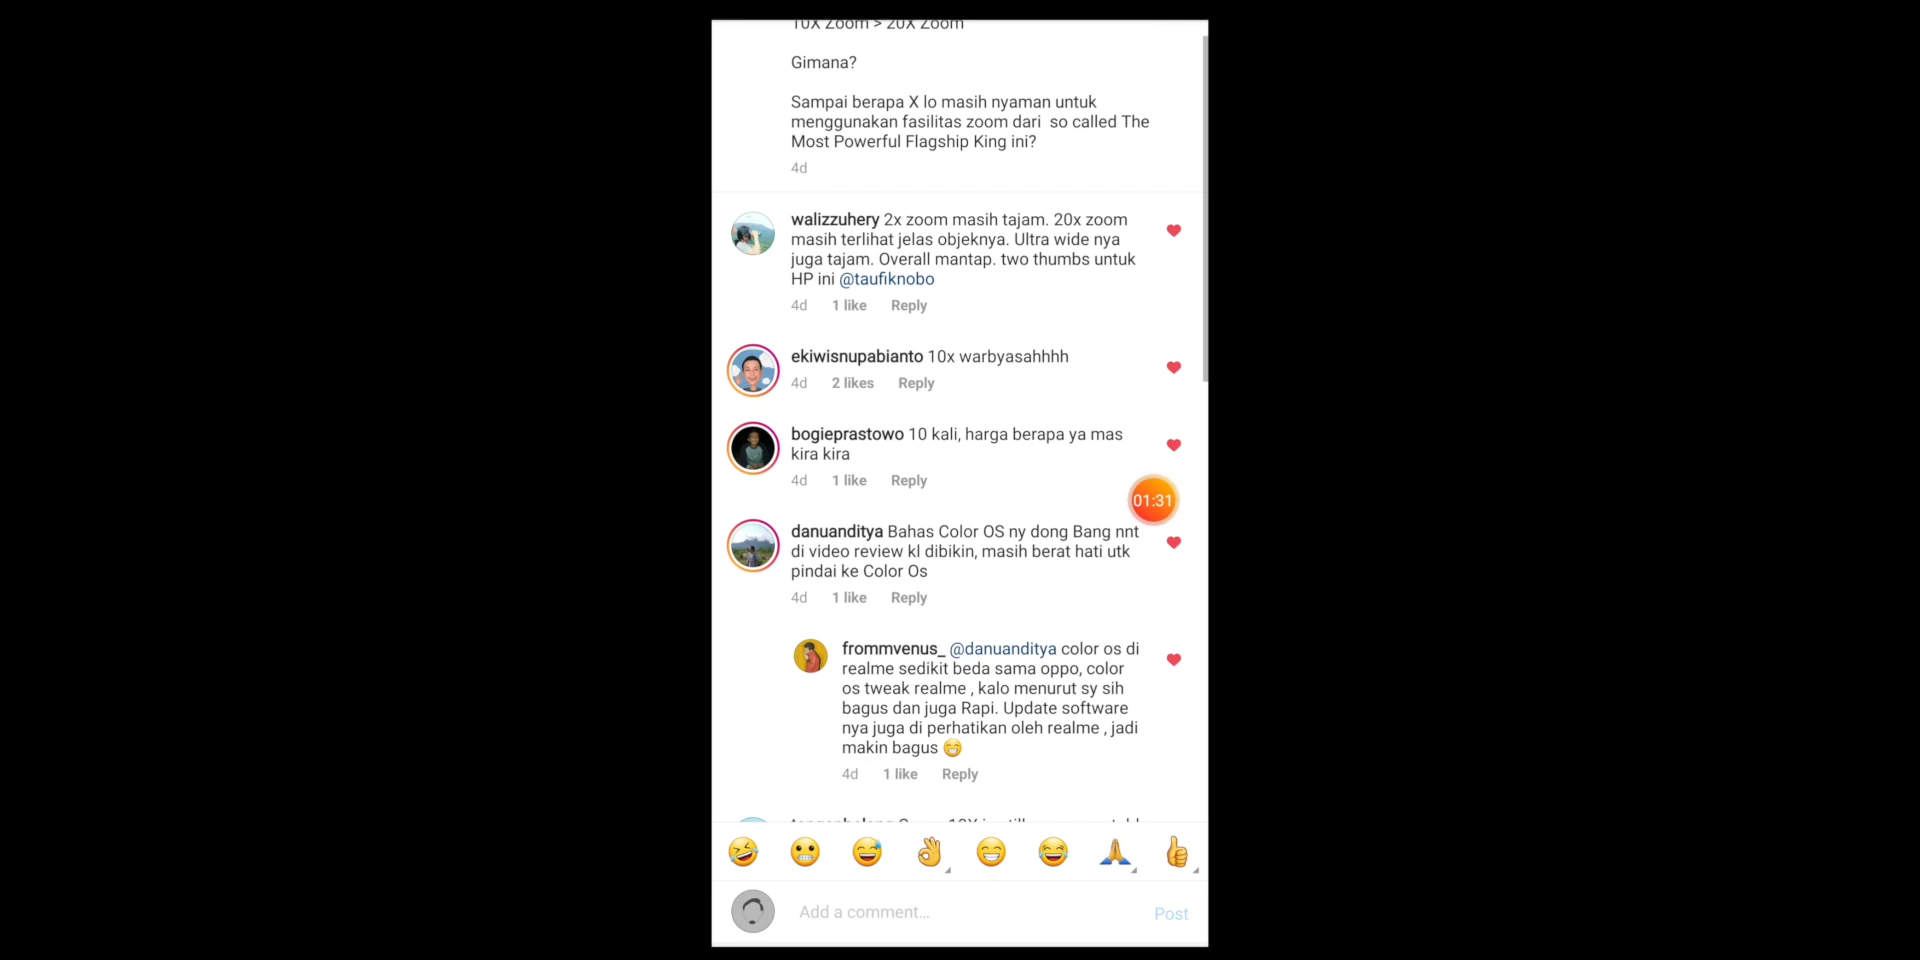 10X Zoom > 20X Zoom
Gimana?
Sampai berapa X lo masih nyaman untuk
menggunakan fasilitas zoom dari so called The
Most Powerful Flagship King ini?
4d
walizzuhery 2x zoom masih tajam. 20x zoom
masih terlihat jelas objeknya. Ultra wide nya
juga tajam. Overall mantap. two thumbs untuk
HP ini @taufiknobo
4d 1 like Reply
ekiwisnupabianto 10x warbyasahhhh
4d 2 likes Reply
bogieprastowo 10 kali, harga berapa ya mas
kira kira
4d 1 like Reply
01:31
danuanditya Bahas Color OS ny dong Bang nnt
di video review kl dibikin, masih berat hati utk
pindai ke Color Os
4d 1 like Reply
frommvenus_ @danuanditya color os di
realme sedikit beda sama oppo, color
os tweak realme , kalo menurut sy sih
bagus dan juga Rapi. Update software
nya juga di perhatikan oleh realme , jadi
makin bagus 😁
4d 1 like Reply
Add a comment...
Post